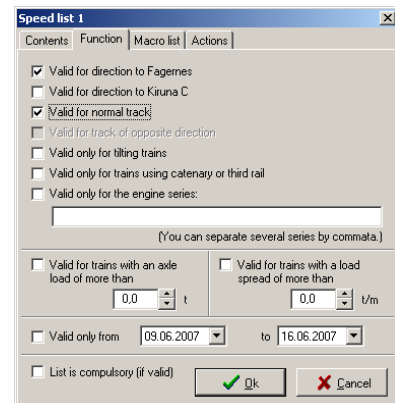 Speed list 1
Contents Function Macro list Actions
Valid for direction to Fagernes
Valid for direction to Kiruna C
Valid for normal track
Valid for track of opposite direction
Valid only for tilting trains
Valid only for trains using catenary or third rail
Valid only for the engine series:
(You can separate several series by commata.)
Valid for trains with an axle
load of more than
0,0 t
Valid for trains with a load
spread of more than
0,0 t/m
Valid only from 09.06.2007 to 16.06.2007
List is compulsory (if valid)
Ok Cancel